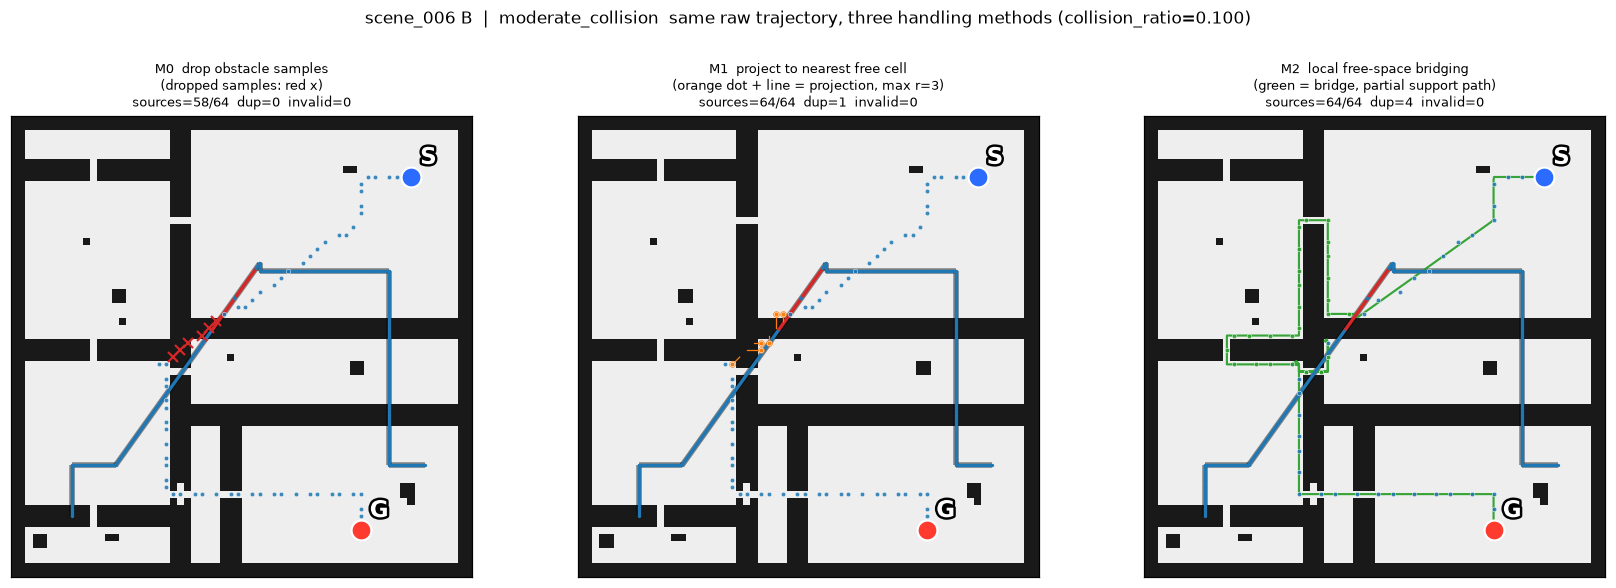 scene_006 B  |  moderate_collision  same raw trajectory, three handling methods (collision_ratio=0.100)
M0  drop obstacle samples
(dropped samples: red x)
sources=58/64  dup=0  invalid=0
M1  project to nearest free cell
(orange dot + line = projection, max r=3)
sources=64/64  dup=1  invalid=0
M2  local free-space bridging
(green = bridge, partial support path)
sources=64/64  dup=4  invalid=0
S
G
S
G
S
G